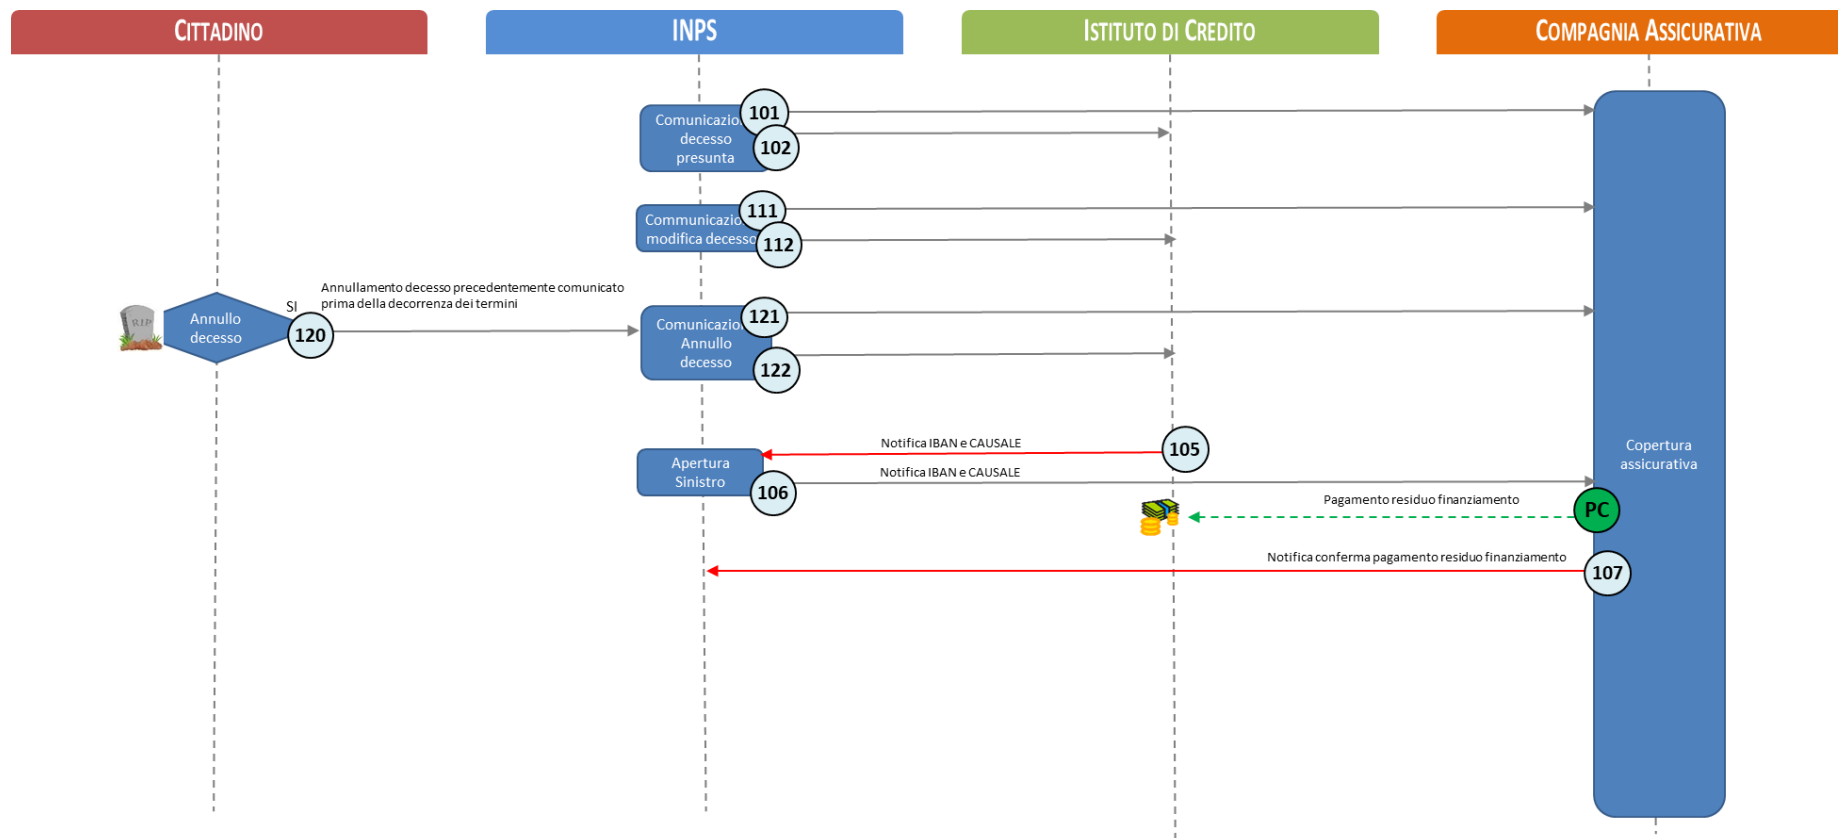 CITTADINO
INPS
ISTITUTO DI CREDITO
COMPAGNIA ASSICURATIVA
101
Comunicazio
decesso
presunta
102
111
Communicazio
modifica decesso
112
Annullamento decesso precedentemente comunicato
prima della decorrenza dei termini
SI
RIP
Annullo
decesso
120
121
Comunicazion
Annullo
decesso
122
Notifica IBAN e CAUSALE
105
Apertura
Sinistro
106
Notifica IBAN e CAUSALE
Copertura
assicurativa
Pagamento residuo finanziamento
PC
Notifica conferma pagamento residuo finanziamento
107